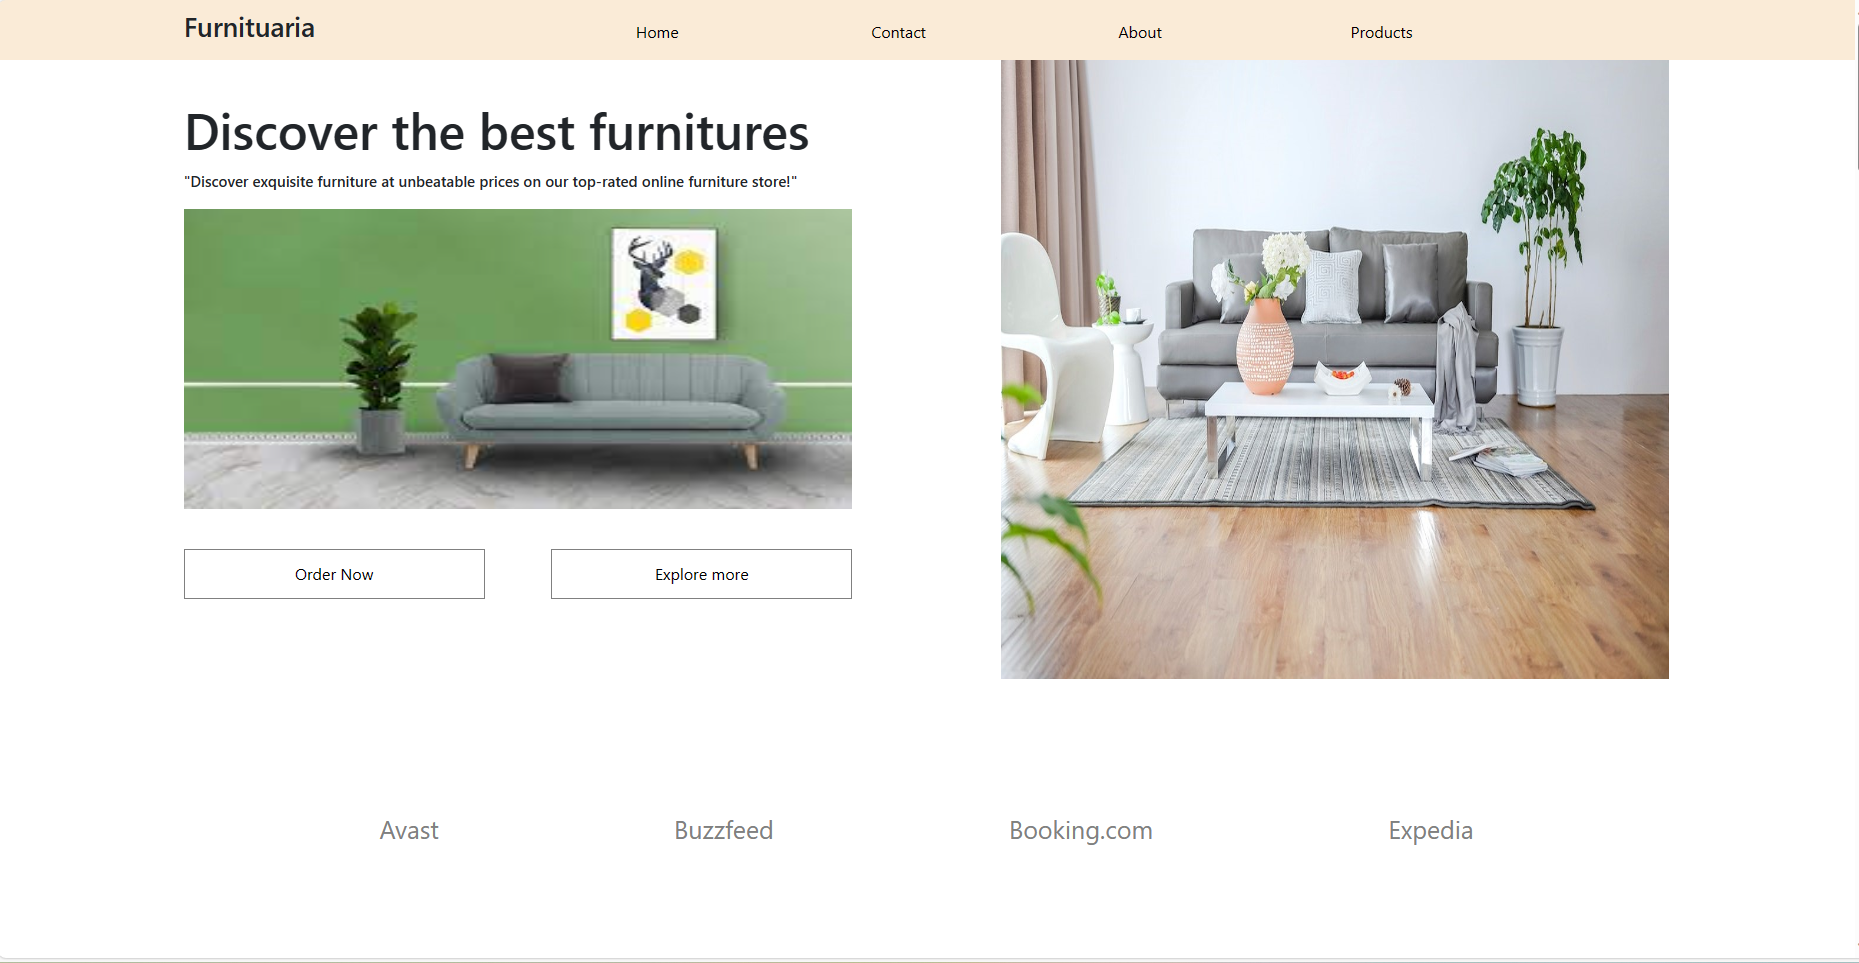 Furnituaria
Home Contact About Products
Discover the best furnitures
"Discover exquisite furniture at unbeatable prices on our top-rated online furniture store!"
Order Now Explore more
Avast Buzzfeed Booking.com Expedia